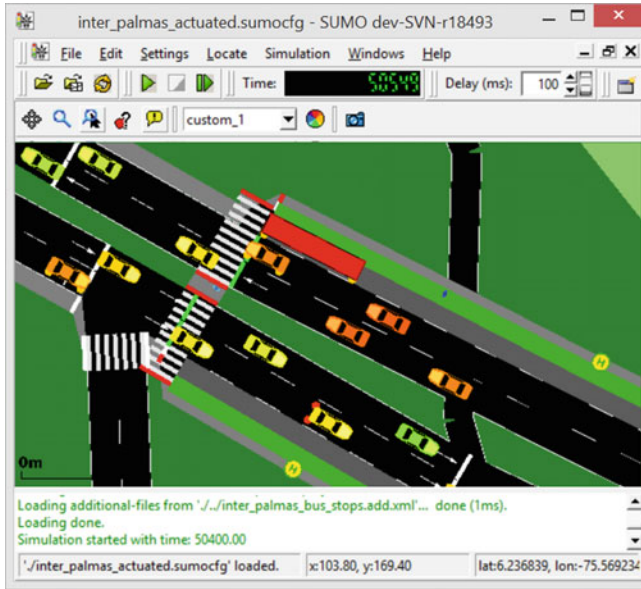 inter_palmas_actuated.sumocfg - SUMO dev-SVN-r18493
File Edit Settings Locate Simulation Windows Help
Time: 50549 Delay (ms): 100
custom_1
H
H
0m
Loading additional-files from './../inter_palmas_bus_stops.add.xml'... done (1ms).
Loading done.
Simulation started with time: 50400.00
'./inter_palmas_actuated.sumocfg' loaded. x:103.80, y:169.40 lat:6.236839, lon:-75.569234